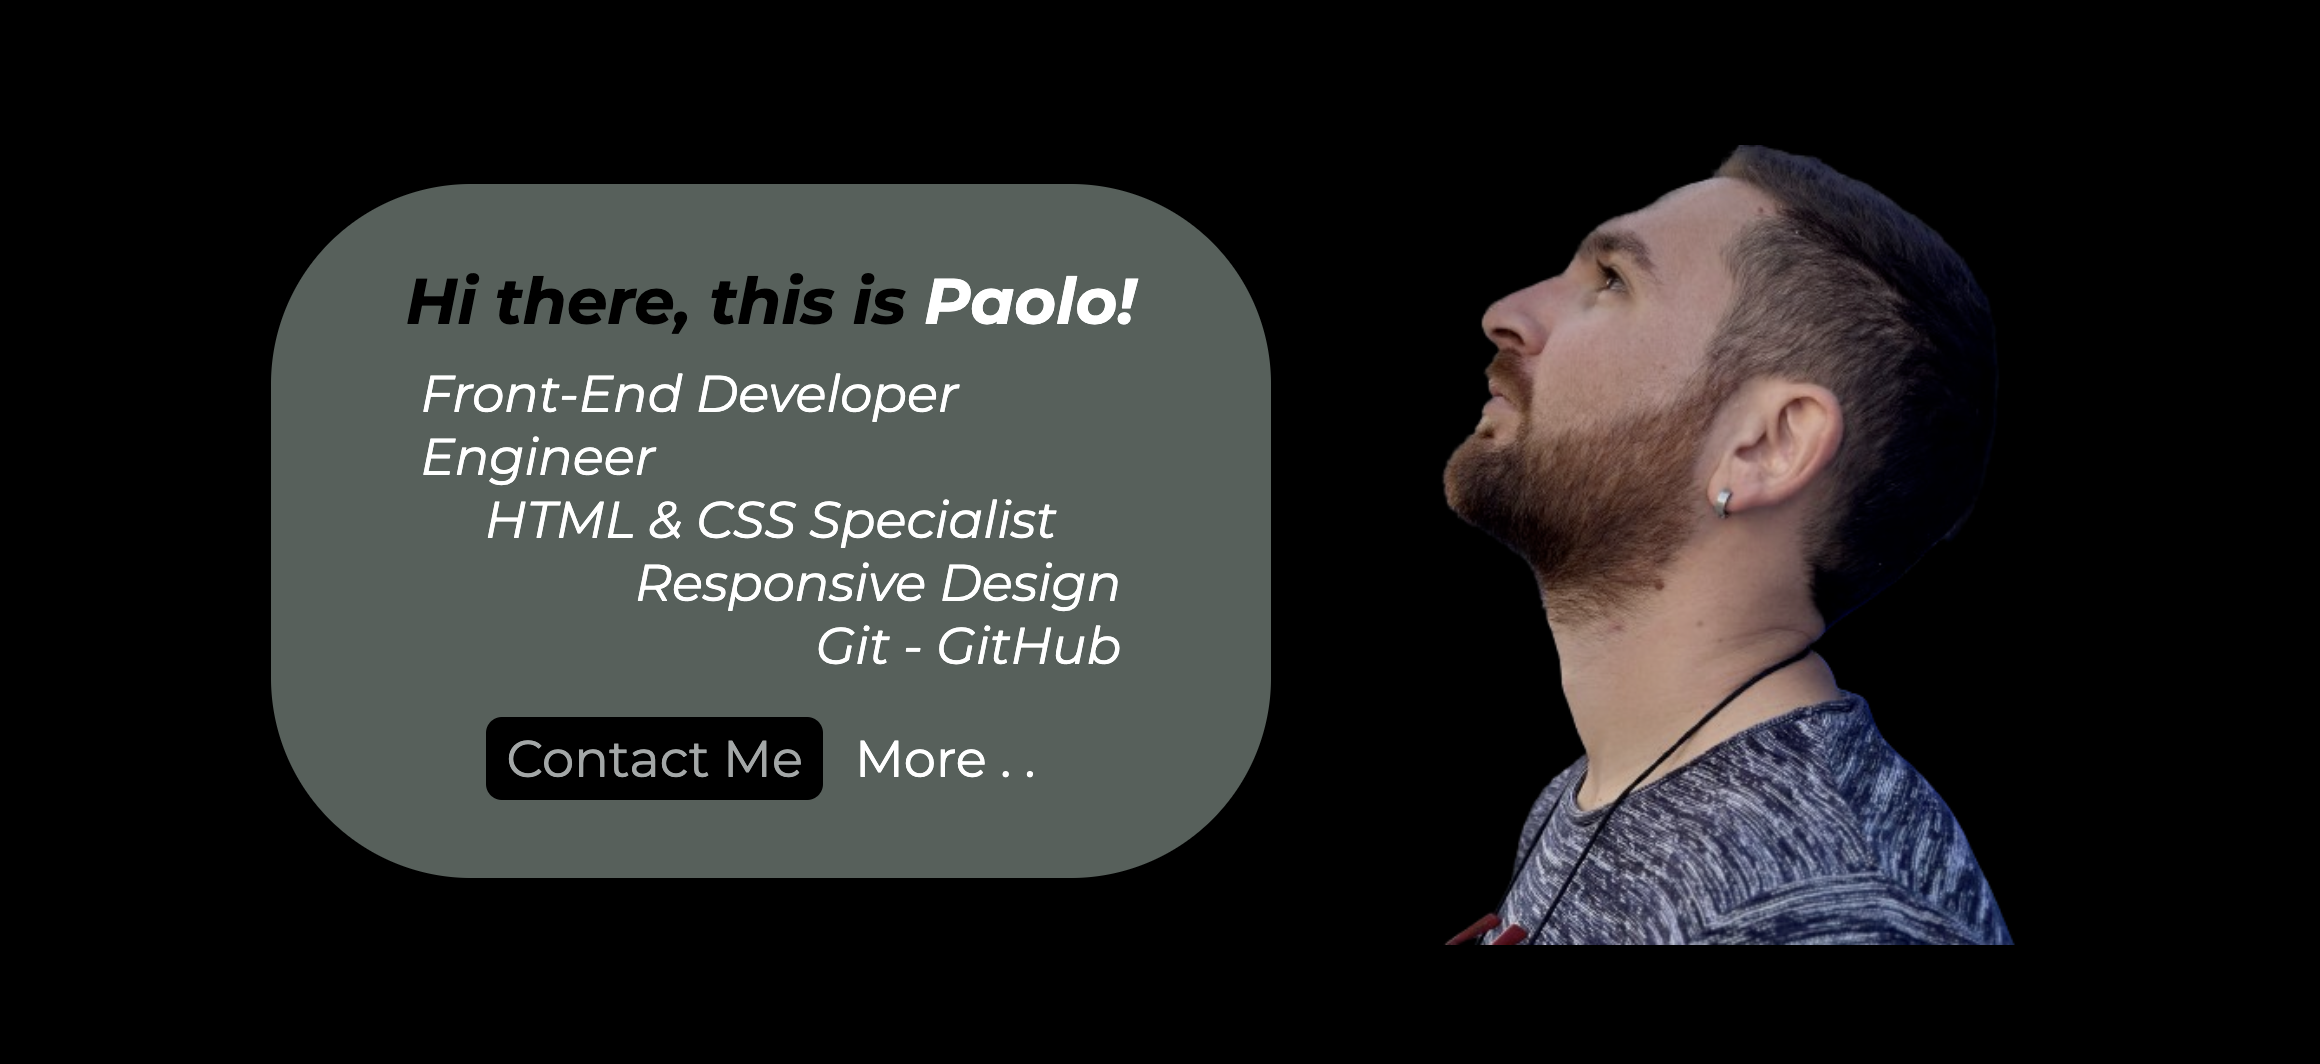 Hi there, this is Paolo!
Front-End Developer
Engineer
HTML & CSS Specialist
Responsive Design
Git - GitHub
Contact Me
More . .